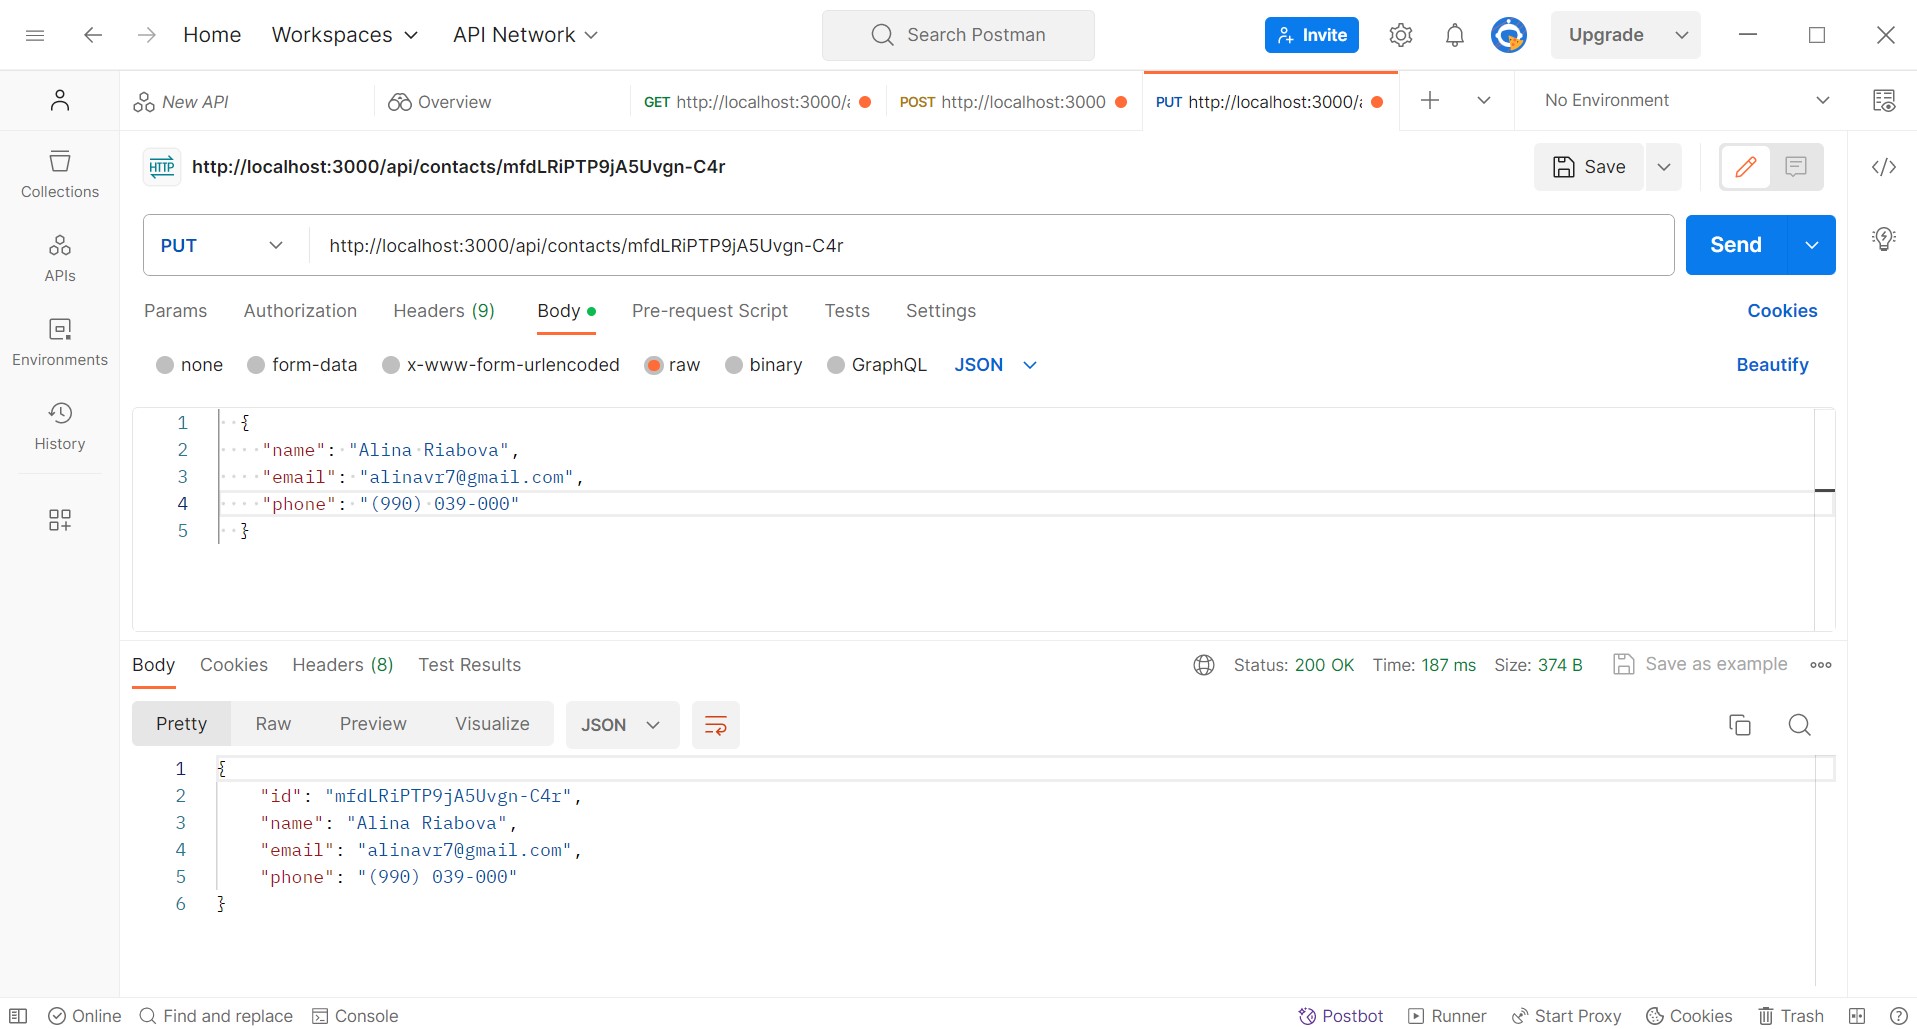 Home Workspaces API Network Search Postman Invite Upgrade
New API Overview GET http://localhost:3000/ POST http://localhost:3000 PUT http://localhost:3000/ No Environment
HTTP http://localhost:3000/api/contacts/mfdLRiPTP9jA5Uvgn-C4r Save
Collections
PUT http://localhost:3000/api/contacts/mfdLRiPTP9jA5Uvgn-C4r Send
APIs
Params Authorization Headers (9) Body Pre-request Script Tests Settings Cookies
Environments
none form-data x-www-form-urlencoded raw binary GraphQL JSON Beautify
History
1 {
2 "name": "Alina Riabova",
3 "email": "alinavr7@gmail.com",
4 "phone": "(990) 039-000"
5 }
Body Cookies Headers (8) Test Results Status: 200 OK Time: 187 ms Size: 374 B Save as example
Pretty Raw Preview Visualize JSON
1 {
2 "id": "mfdLRiPTP9jA5Uvgn-C4r",
3 "name": "Alina Riabova",
4 "email": "alinavr7@gmail.com",
5 "phone": "(990) 039-000"
6 }
Online Find and replace Console Postbot Runner Start Proxy Cookies Trash